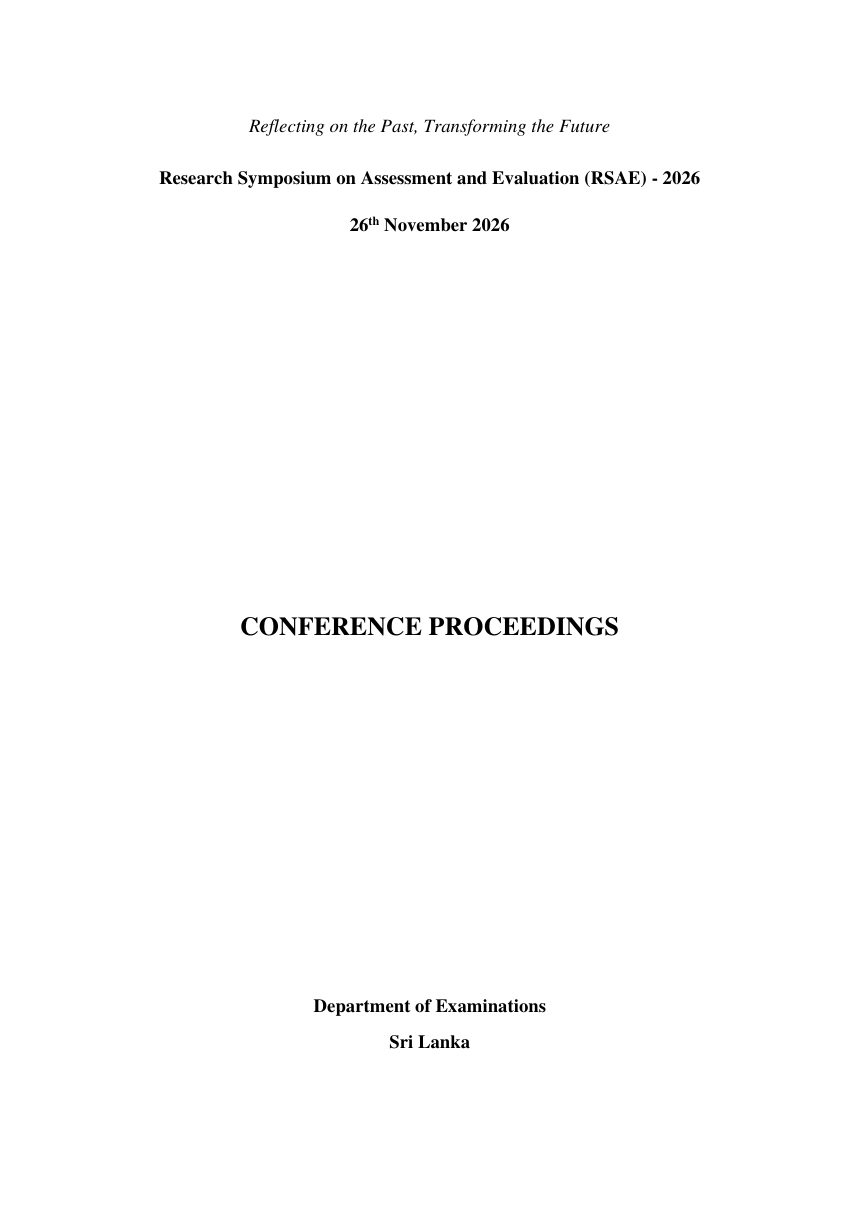 Reflecting on the Past, Transforming the Future
Research Symposium on Assessment and Evaluation (RSAE) - 2026
26th November 2026
CONFERENCE PROCEEDINGS
Department of Examinations
Sri Lanka